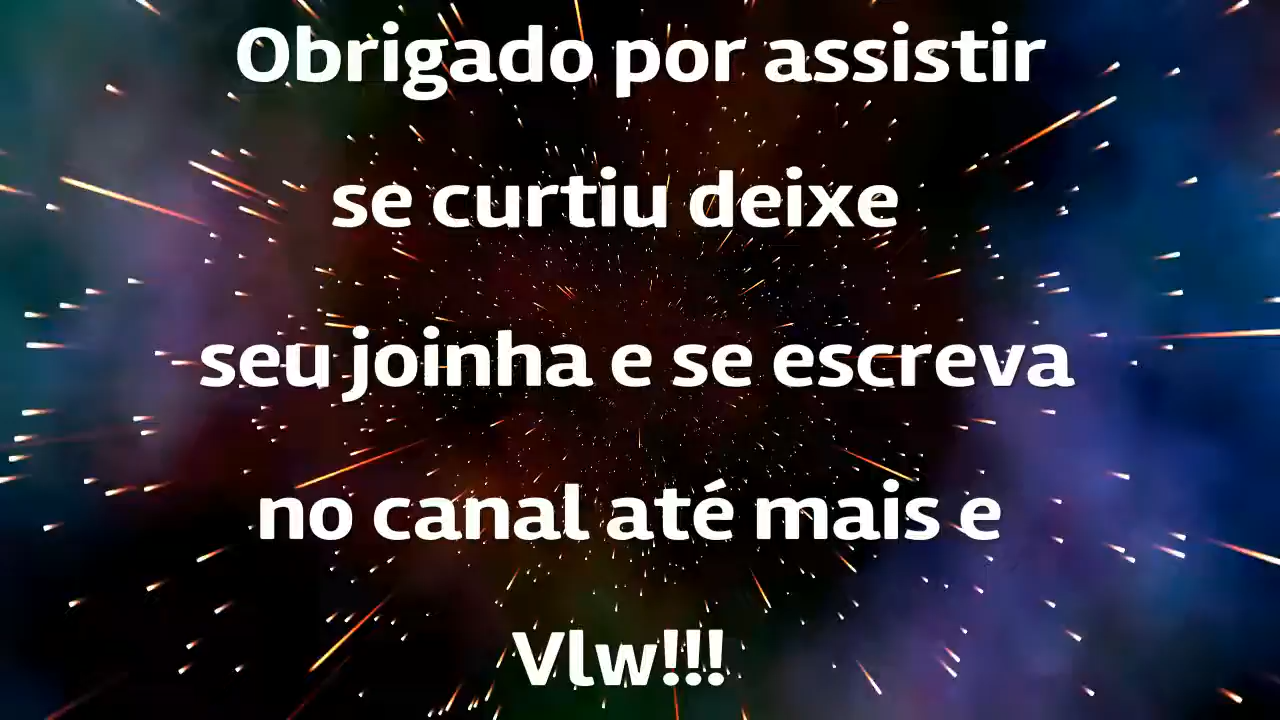 Obrigado por assistir
se curtiu deixe
seu joinha e se escreva
no canal até mais e
Vlw!!!